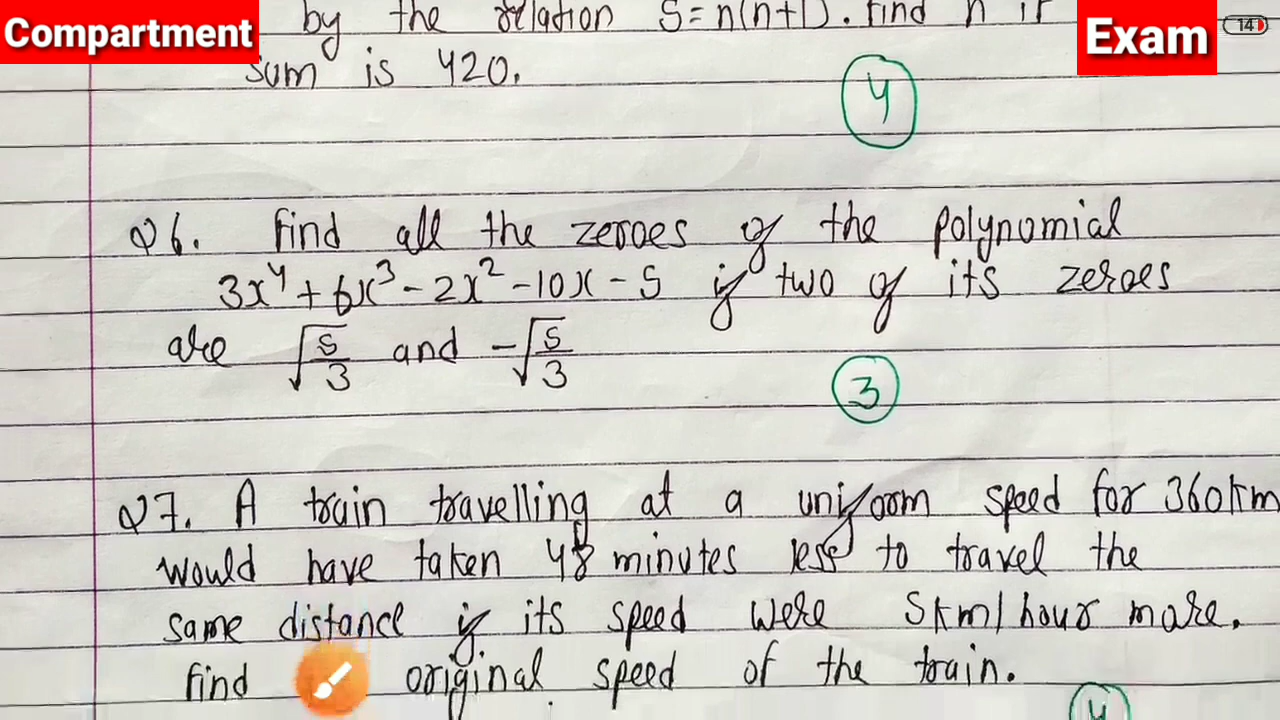 Compartment
Exam
14
by the relation S=n(n+1). find n if
sum is 420.
4
Q6. find all the zeroes of the polynomial
3x⁴+6x³-2x²-10x-5 if two of its zeroes
are √5/3 and -√5/3
3
Q7. A train travelling at a uniform speed for 360km
would have taken 48 minutes less to travel the
same distance if its speed were 5km/hour more.
find original speed of the train.
4